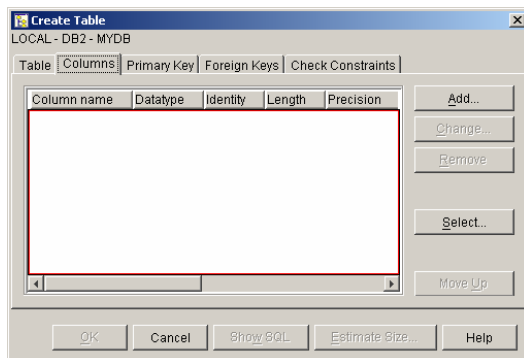 Create Table
LOCAL - DB2 - MYDB
Table Columns Primary Key Foreign Keys Check Constraints
Column name Datatype Identity Length Precision
Add...
Change...
Remove
Select...
Move Up
OK Cancel Show SQL Estimate Size... Help